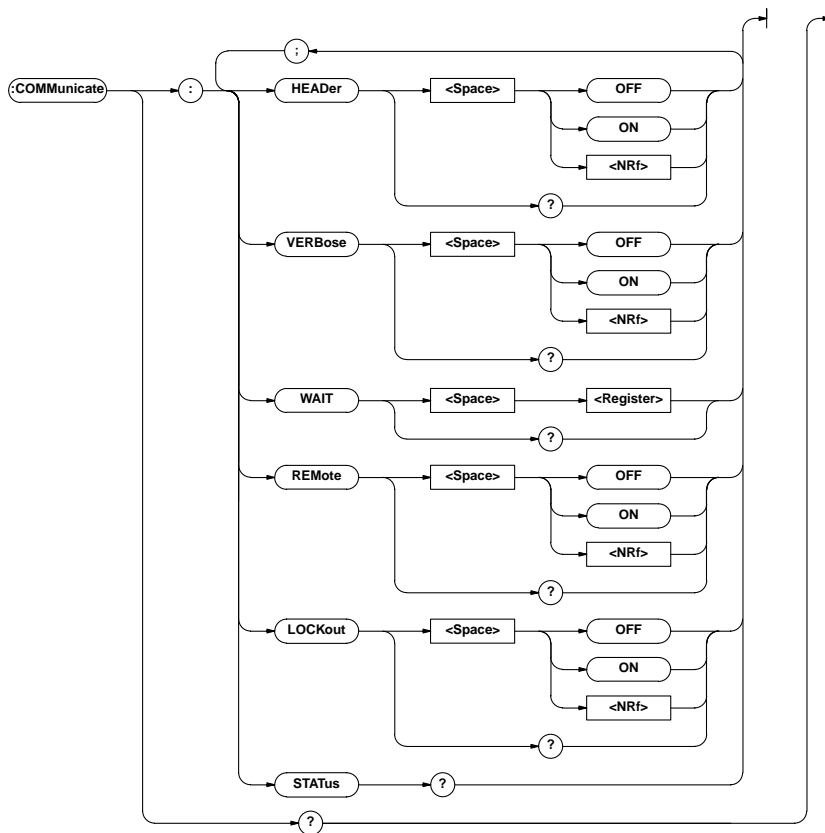 ;
:COMMunicate : HEADer <Space> OFF
ON
<NRf>
?
VERBose <Space> OFF
ON
<NRf>
?
WAIT <Space> <Register>
?
REMote <Space> OFF
ON
<NRf>
?
LOCKout <Space> OFF
ON
<NRf>
?
STATus ?
?